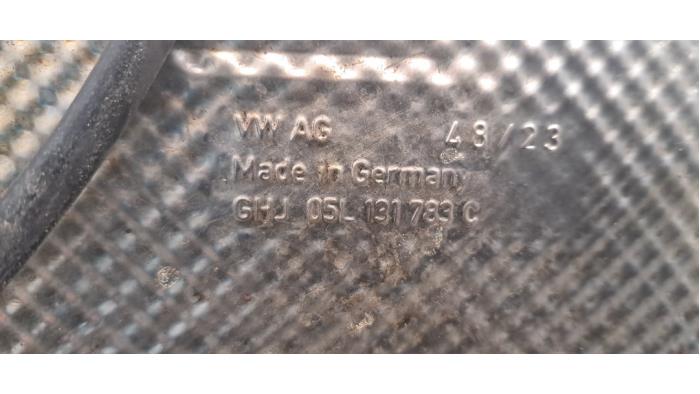 VW AG 48/23
Made in Germany
GHJ 05L 131 783 C